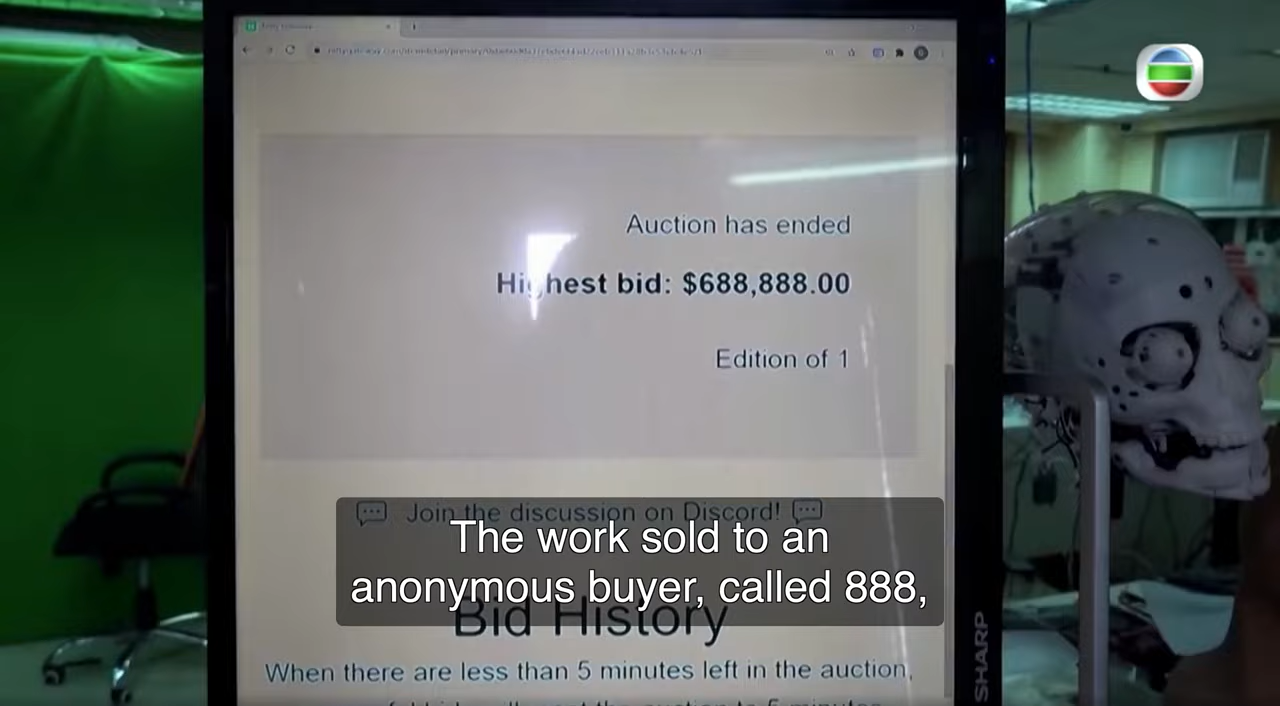 Auction has ended
Highest bid: $688,888.00
Edition of 1
Join the discussion on Discord!
The work sold to an
anonymous buyer, called 888,
Bid History
When there are less than 5 minutes left in the auction,
SHARP